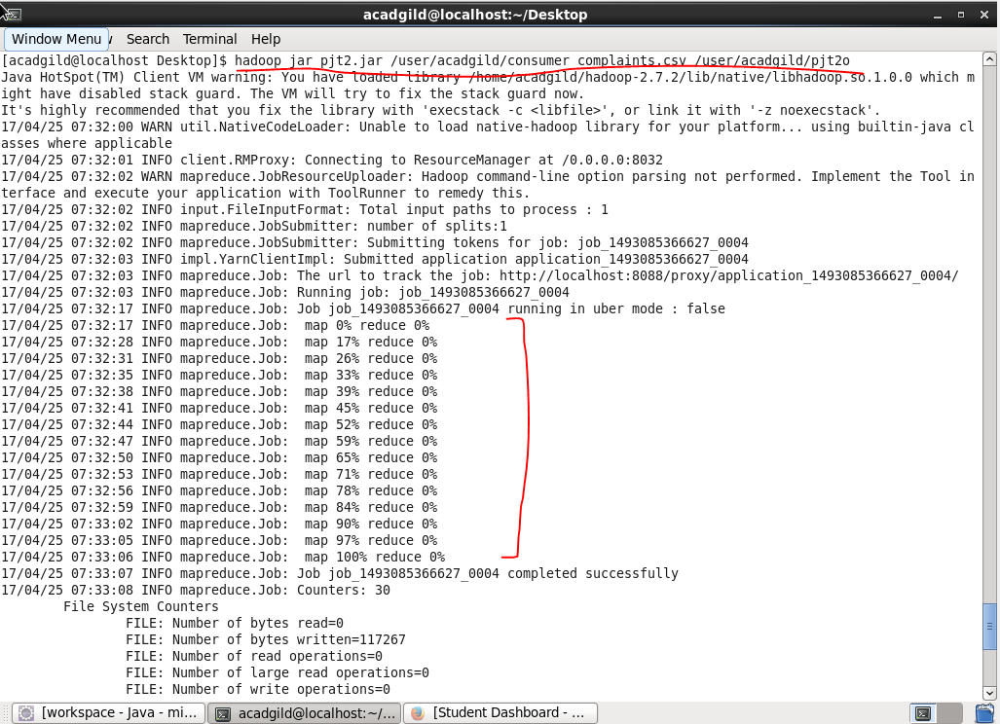 acadgild@localhost:~/Desktop
Window Menu Search Terminal Help
[acadgild@localhost Desktop]$ hadoop jar pjt2.jar /user/acadgild/consumer_complaints.csv /user/acadgild/pjt2o
Java HotSpot(TM) Client VM warning: You have loaded library /home/acadgild/hadoop-2.7.2/lib/native/libhadoop.so.1.0.0 which m
ight have disabled stack guard. The VM will try to fix the stack guard now.
It's highly recommended that you fix the library with 'execstack -c <libfile>', or link it with '-z noexecstack'.
17/04/25 07:32:00 WARN util.NativeCodeLoader: Unable to load native-hadoop library for your platform... using builtin-java cl
asses where applicable
17/04/25 07:32:01 INFO client.RMProxy: Connecting to ResourceManager at /0.0.0.0:8032
17/04/25 07:32:02 WARN mapreduce.JobResourceUploader: Hadoop command-line option parsing not performed. Implement the Tool in
terface and execute your application with ToolRunner to remedy this.
17/04/25 07:32:02 INFO input.FileInputFormat: Total input paths to process : 1
17/04/25 07:32:02 INFO mapreduce.JobSubmitter: number of splits:1
17/04/25 07:32:02 INFO mapreduce.JobSubmitter: Submitting tokens for job: job_1493085366627_0004
17/04/25 07:32:03 INFO impl.YarnClientImpl: Submitted application application_1493085366627_0004
17/04/25 07:32:03 INFO mapreduce.Job: The url to track the job: http://localhost:8088/proxy/application_1493085366627_0004/
17/04/25 07:32:03 INFO mapreduce.Job: Running job: job_1493085366627_0004
17/04/25 07:32:17 INFO mapreduce.Job: Job job_1493085366627_0004 running in uber mode : false
17/04/25 07:32:17 INFO mapreduce.Job:  map 0% reduce 0%
17/04/25 07:32:28 INFO mapreduce.Job:  map 17% reduce 0%
17/04/25 07:32:31 INFO mapreduce.Job:  map 26% reduce 0%
17/04/25 07:32:35 INFO mapreduce.Job:  map 33% reduce 0%
17/04/25 07:32:38 INFO mapreduce.Job:  map 39% reduce 0%
17/04/25 07:32:41 INFO mapreduce.Job:  map 45% reduce 0%
17/04/25 07:32:44 INFO mapreduce.Job:  map 52% reduce 0%
17/04/25 07:32:47 INFO mapreduce.Job:  map 59% reduce 0%
17/04/25 07:32:50 INFO mapreduce.Job:  map 65% reduce 0%
17/04/25 07:32:53 INFO mapreduce.Job:  map 71% reduce 0%
17/04/25 07:32:56 INFO mapreduce.Job:  map 78% reduce 0%
17/04/25 07:32:59 INFO mapreduce.Job:  map 84% reduce 0%
17/04/25 07:33:02 INFO mapreduce.Job:  map 90% reduce 0%
17/04/25 07:33:05 INFO mapreduce.Job:  map 97% reduce 0%
17/04/25 07:33:06 INFO mapreduce.Job:  map 100% reduce 0%
17/04/25 07:33:07 INFO mapreduce.Job: Job job_1493085366627_0004 completed successfully
17/04/25 07:33:08 INFO mapreduce.Job: Counters: 30
File System Counters
FILE: Number of bytes read=0
FILE: Number of bytes written=117267
FILE: Number of read operations=0
FILE: Number of large read operations=0
FILE: Number of write operations=0
[workspace - Java - mi... acadgild@localhost:~/... [Student Dashboard - ...